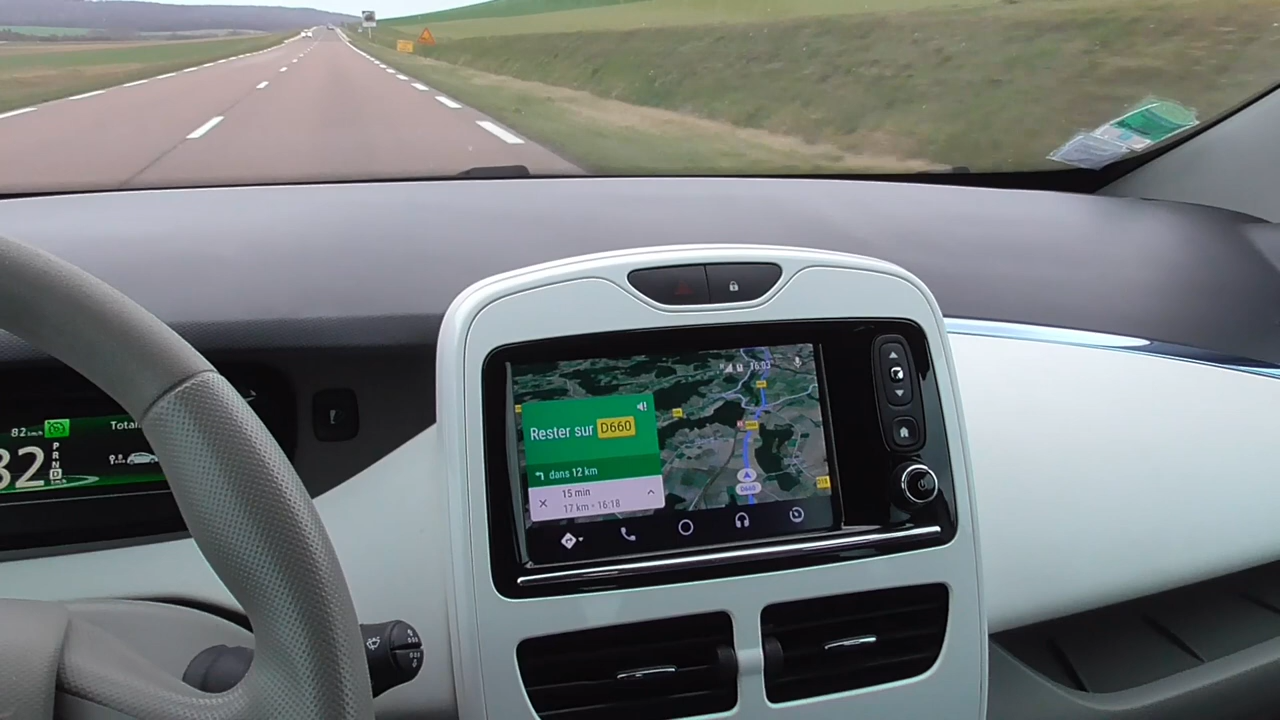 16:03
Rester sur D660
dans 12 km
15 min
17 km · 16:18
D660
82 km/h
Total
P
R
N
D